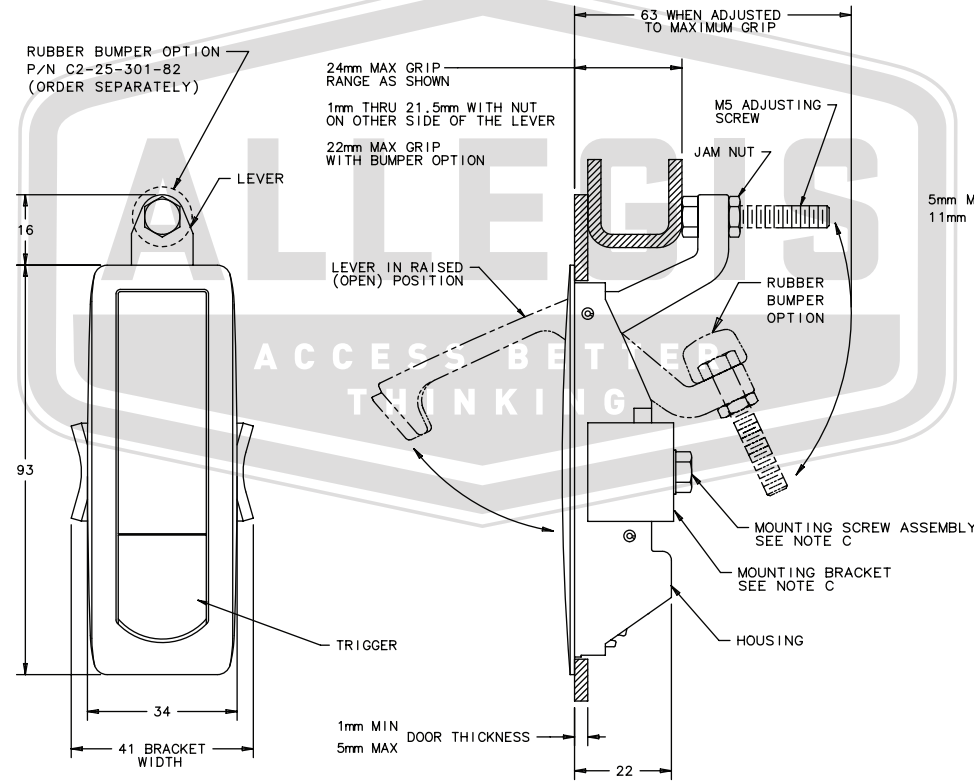 63 WHEN ADJUSTED
TO MAXIMUM GRIP
RUBBER BUMPER OPTION
P/N C2-25-301-82
(ORDER SEPARATELY)
24mm MAX GRIP
RANGE AS SHOWN
1mm THRU 21.5mm WITH NUT
ON OTHER SIDE OF THE LEVER
22mm MAX GRIP
WITH BUMPER OPTION
M5 ADJUSTING
SCREW
JAM NUT
LEVER
5mm M
11mm
16
ALLEGIS
LEVER IN RAISED
(OPEN) POSITION
RUBBER
BUMPER
OPTION
ACCESS BETTER
THINKING
93
MOUNTING SCREW ASSEMBLY
SEE NOTE C
MOUNTING BRACKET
SEE NOTE C
HOUSING
TRIGGER
34
41 BRACKET
WIDTH
1mm MIN
5mm MAX
DOOR THICKNESS
22